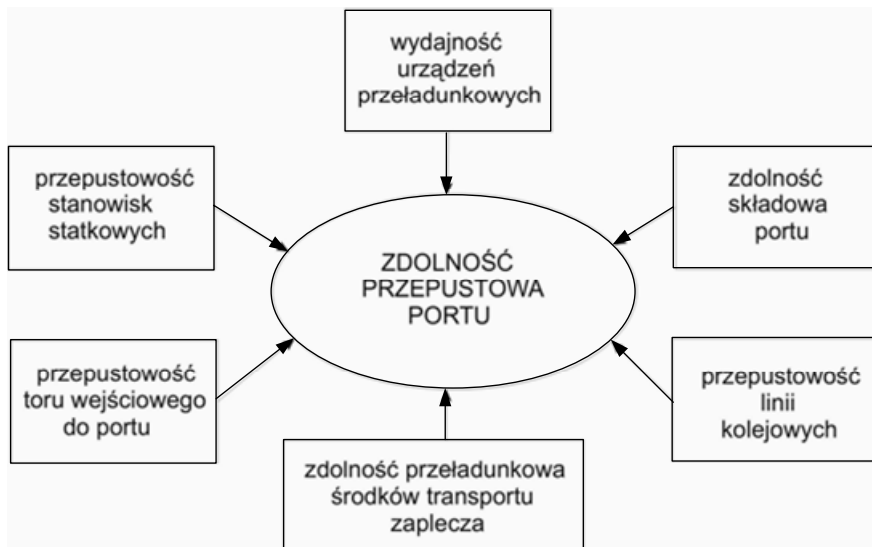 wydajność
urządzeń
przeładunkowych
przepustowość
stanowisk
statkowych
zdolność
składowa
portu
ZDOLNOŚĆ
PRZEPUSTOWA
PORTU
przepustowość
toru wejściowego
do portu
przepustowość
linii
kolejowych
zdolność przeładunkowa
środków transportu
zaplecza